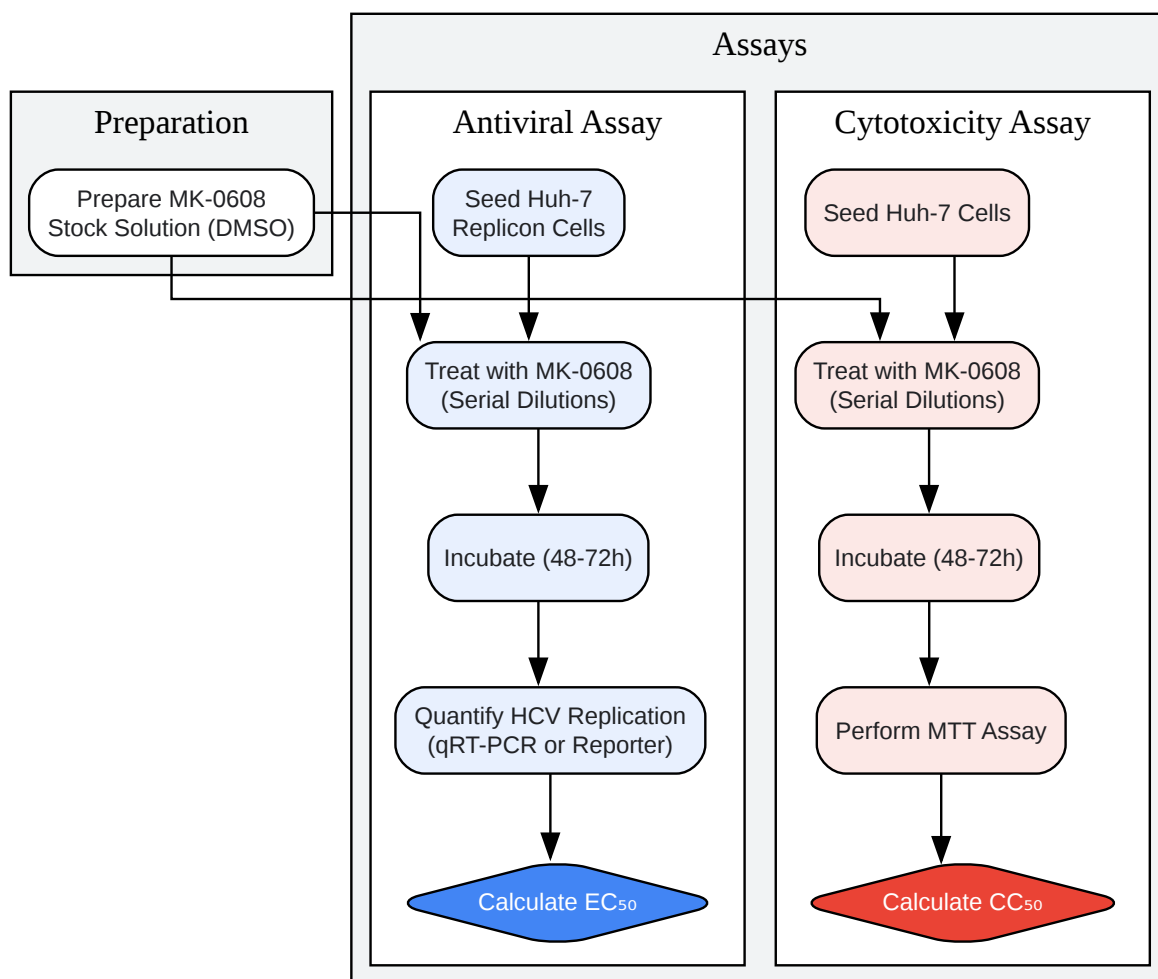 Assays
Preparation
Prepare MK-0608
Stock Solution (DMSO)
Antiviral Assay
Seed Huh-7
Replicon Cells
Treat with MK-0608
(Serial Dilutions)
Incubate (48-72h)
Quantify HCV Replication
(qRT-PCR or Reporter)
Calculate EC₅₀
Cytotoxicity Assay
Seed Huh-7 Cells
Treat with MK-0608
(Serial Dilutions)
Incubate (48-72h)
Perform MTT Assay
Calculate CC₅₀